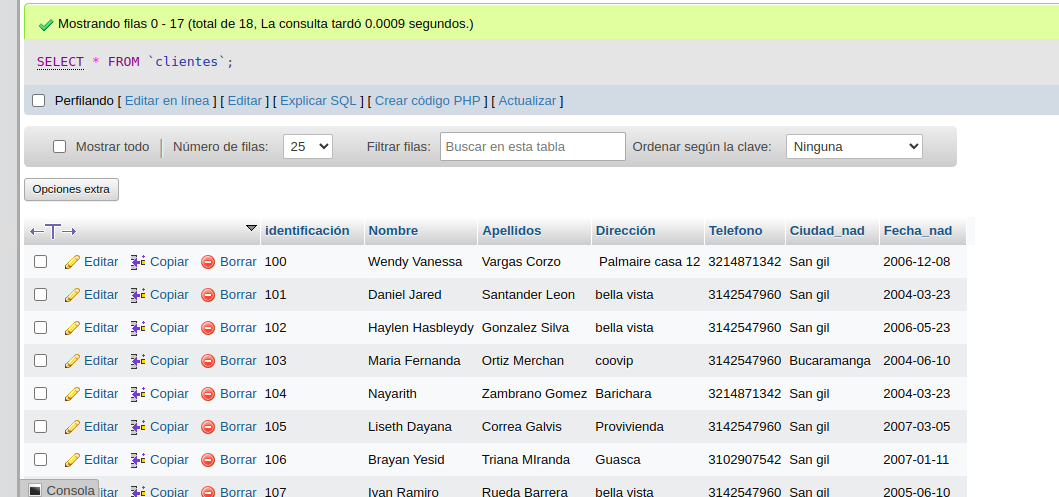 Mostrando filas 0 - 17 (total de 18, La consulta tardó 0.0009 segundos.)
SELECT * FROM `clientes`;
Perfilando [ Editar en línea ] [ Editar ] [ Explicar SQL ] [ Crear código PHP ] [ Actualizar ]
Mostrar todo Número de filas: 25 Filtrar filas: Buscar en esta tabla Ordenar según la clave: Ninguna
Opciones extra
←T→ identificación Nombre Apellidos Dirección Telefono Ciudad_nad Fecha_nad
Editar Copiar Borrar 100 Wendy Vanessa Vargas Corzo Palmaire casa 12 3214871342 San gil 2006-12-08
Editar Copiar Borrar 101 Daniel Jared Santander Leon bella vista 3142547960 San gil 2004-03-23
Editar Copiar Borrar 102 Haylen Hasbleydy Gonzalez Silva bella vista 3142547960 San gil 2006-05-23
Editar Copiar Borrar 103 Maria Fernanda Ortiz Merchan coovip 3142547960 Bucaramanga 2004-06-10
Editar Copiar Borrar 104 Nayarith Zambrano Gomez Barichara 3214871342 San gil 2004-03-23
Editar Copiar Borrar 105 Liseth Dayana Correa Galvis Provivienda 3142547960 San gil 2007-03-05
Editar Copiar Borrar 106 Brayan Yesid Triana MIranda Guasca 3102907542 San gil 2007-01-11
Consola Editar Copiar Borrar 107 Ivan Ramiro Rueda Barrera bella vista 3142547960 San gil 2005-06-10